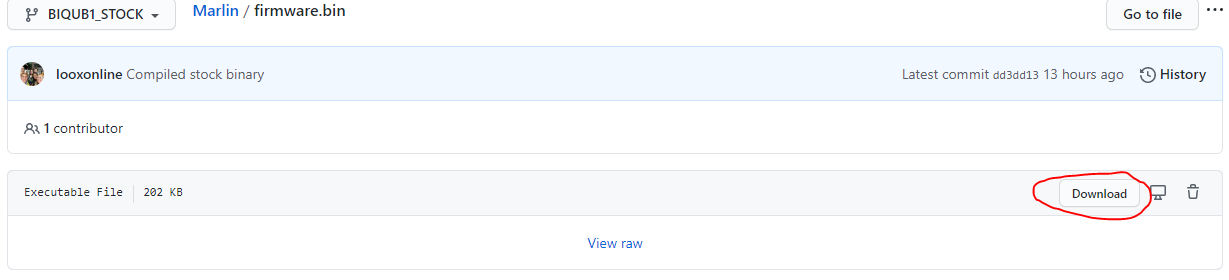 BIQUB1_STOCK Marlin / firmware.bin Go to file ...
looxonline Compiled stock binary Latest commit dd3dd13 13 hours ago History
1 contributor
Executable File 202 KB Download
View raw